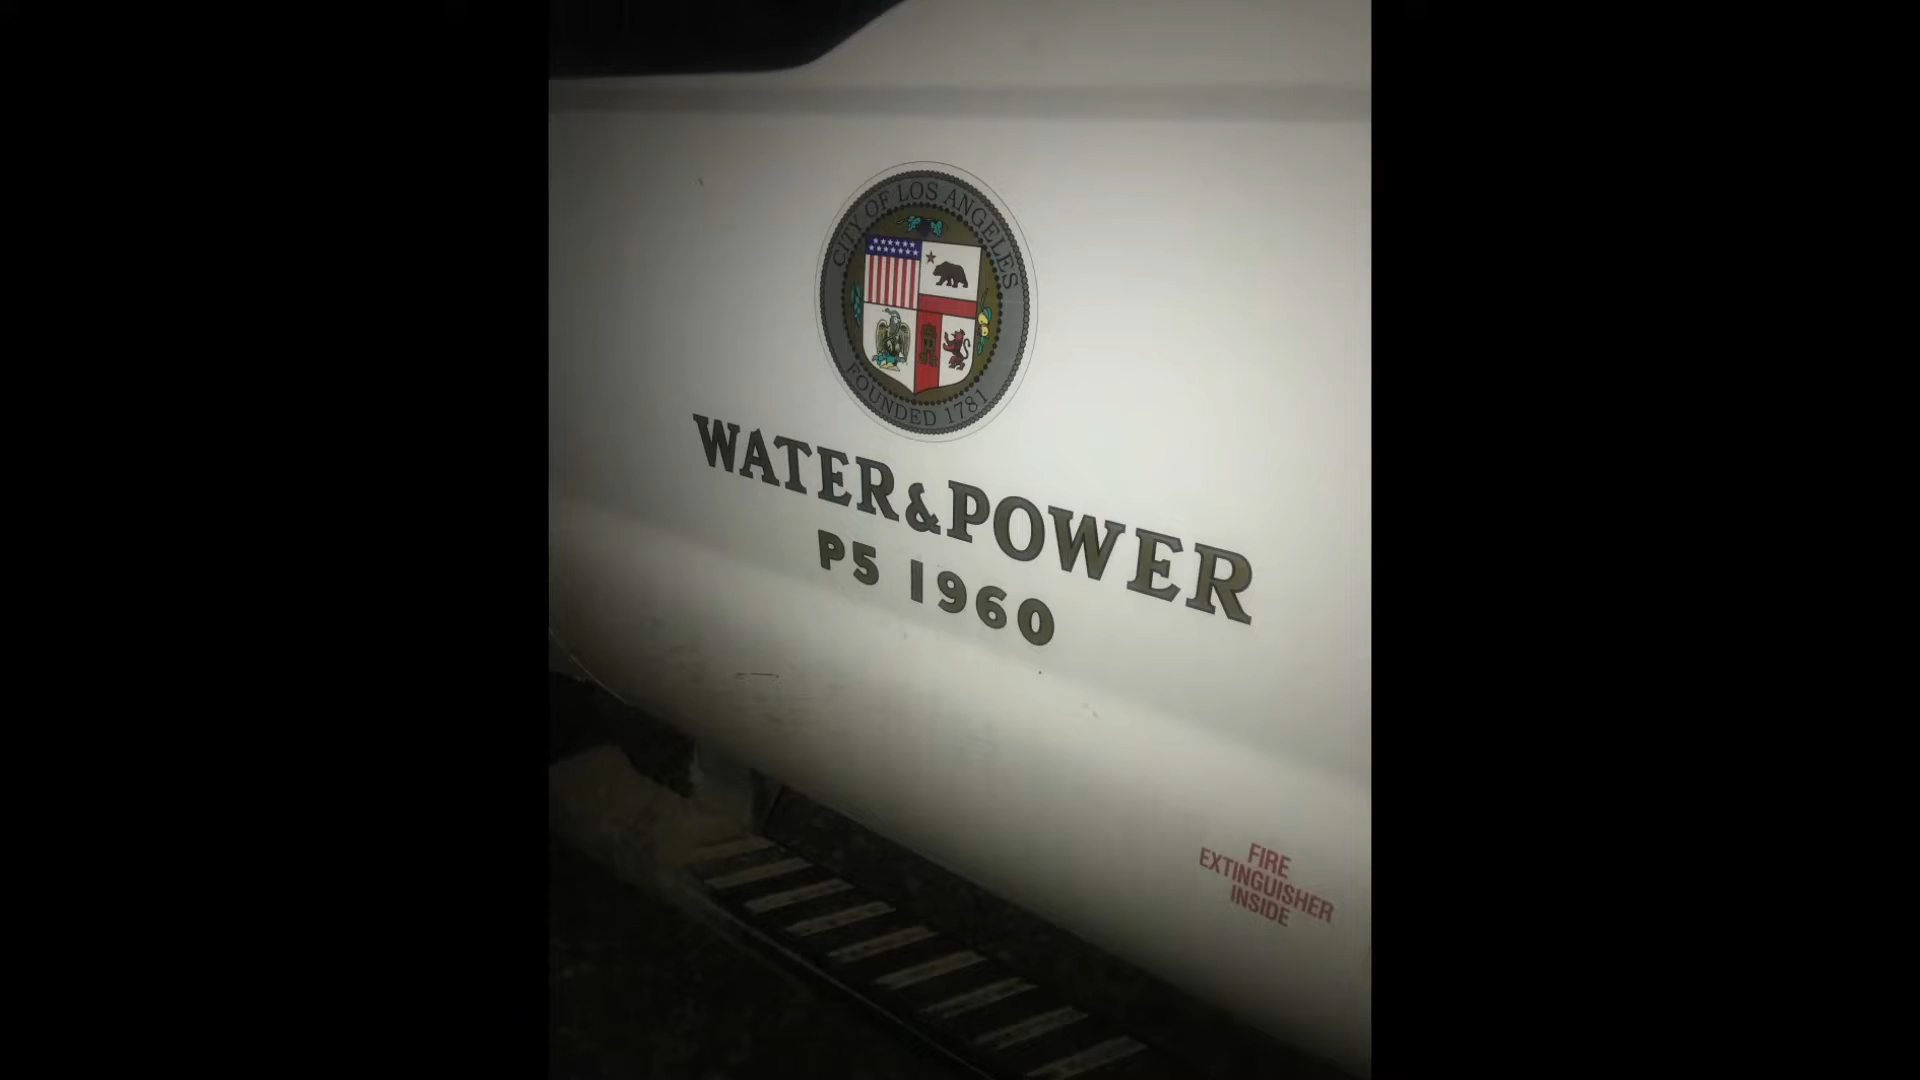 CITY OF LOS ANGELES
FOUNDED 1781
WATER & POWER
P5 1960
FIRE
EXTINGUISHER
INSIDE